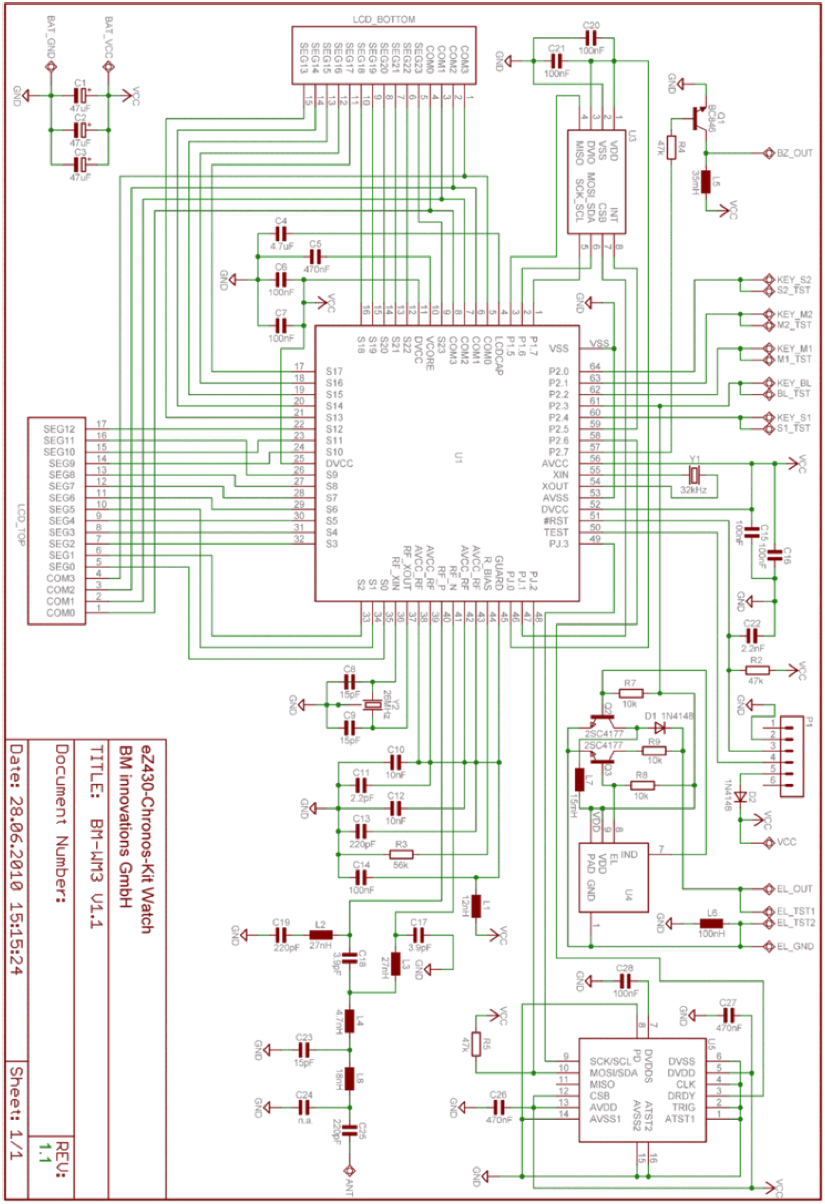 LCD_BOTTOM
SEG13
SEG14
SEG15
SEG16
SEG17
SEG18
SEG19
SEG20
SEG21
SEG22
SEG23
COM0
COM1
COM2
COM3
15
14
13
12
11
10
9
8
7
6
5
4
3
2
1
BAT_GND
BAT_VCC
GND
VCC
C1
47uF
C2
47uF
C3
47uF
C20
100nF
C21
100nF
GND
U3
MISO
DVIO
VSS
VDD
SCK_SCL
MOSI_SDA
CSB
INT
4
3
2
1
5
6
7
8
GND
Q1
BC846
R4
47k
BZ_OUT
L5
35mH
VCC
KEY_S2
S2_TST
KEY_M2
M2_TST
KEY_M1
M1_TST
KEY_BL
BL_TST
KEY_S1
S1_TST
C4
4.7uF
C5
470nF
C6
100nF
C7
100nF
GND
VCC
GND
16
15
14
13
12
11
10
9
8
7
6
5
4
3
2
1
S18
S19
S20
S21
S22
DVCC
VCORE
S23
COM3
COM2
COM1
COM0
LCDCAP
P1.5
P1.6
P1.7
VSS
VSS
17 S17
18 S16
19 S15
20 S14
21 S13
22 S12
23 S11
24 S10
25 DVCC
26 S9
27 S8
28 S7
29 S6
30 S5
31 S4
32 S3
U1
P2.0 64
P2.1 63
P2.2 62
P2.3 61
P2.4 60
P2.5 59
P2.6 58
P2.7 57
AVCC 56
XIN 55
XOUT 54
AVSS 53
DVCC 52
#RST 51
TEST 50
PJ.3 49
S2
S1
S0
RF_XIN
RF_XOUT
AVCC_RF
AVCC_RF
RF_P
RF_N
AVCC_RF
AVCC_RF
R_BIAS
GUARD
PJ.0
PJ.1
PJ.2
33
34
35
36
37
38
39
40
41
42
43
44
45
46
47
48
LCD_TOP
SEG12 17
SEG11 16
SEG10 15
SEG9 14
SEG8 13
SEG7 12
SEG6 11
SEG5 10
SEG4 9
SEG3 8
SEG2 7
SEG1 6
SEG0 5
COM3 4
COM2 3
COM1 2
COM0 1
Y1
32kHz
VCC
C15
100nF
C16
100nF
GND
C22
2.2nF
R2
47k
VCC
GND
P1
1
2
3
4
5
6
D2
1N4148
VCC
VCC
C8
15pF
C9
15pF
Y2
26MHz
GND
C10
10nF
C11
2.2pF
C12
10nF
C13
220pF
R3
56k
C14
100nF
GND
L1
12nH
VCC
R7
10k
Q2
2SC4177
D1 1N4148
2SC4177
Q3
R9
10k
R8
10k
L7
15mH
VDD
9
8
7
EL
IND
VDD
PAD
GND
U4
1
EL_OUT
EL_TST1
EL_TST2
EL_GND
L6
100nH
GND
C19
220pF
GND
L2
27nH
C18
3.9pF
C17
3.9pF
L3
27nH
GND
L4
4.7nH
C23
15pF
GND
L8
18nH
C24
n.a
GND
C25
220pF
ANT
C28
100nF
GND
C27
470nF
GND
VCC
R5
47k
U5
8
7
PD
DVDDS
9 SCK/SCL
10 MOSI/SDA
11 MISO
12 CSB
13 AVDD
14 AVSS1
DVSS 6
DVDD 5
CLK 4
DRDY 3
TRIG 2
ATST1 1
AVSS2
ATST2
15
16
C26
470nF
GND
GND
VCC
eZ430-Chronos-Kit Watch
BM innovations GmbH
TITLE: BM-WM3 V1.1
Document Number:
REV:
1.1
Date: 28.06.2010 15:15:24
Sheet: 1/1